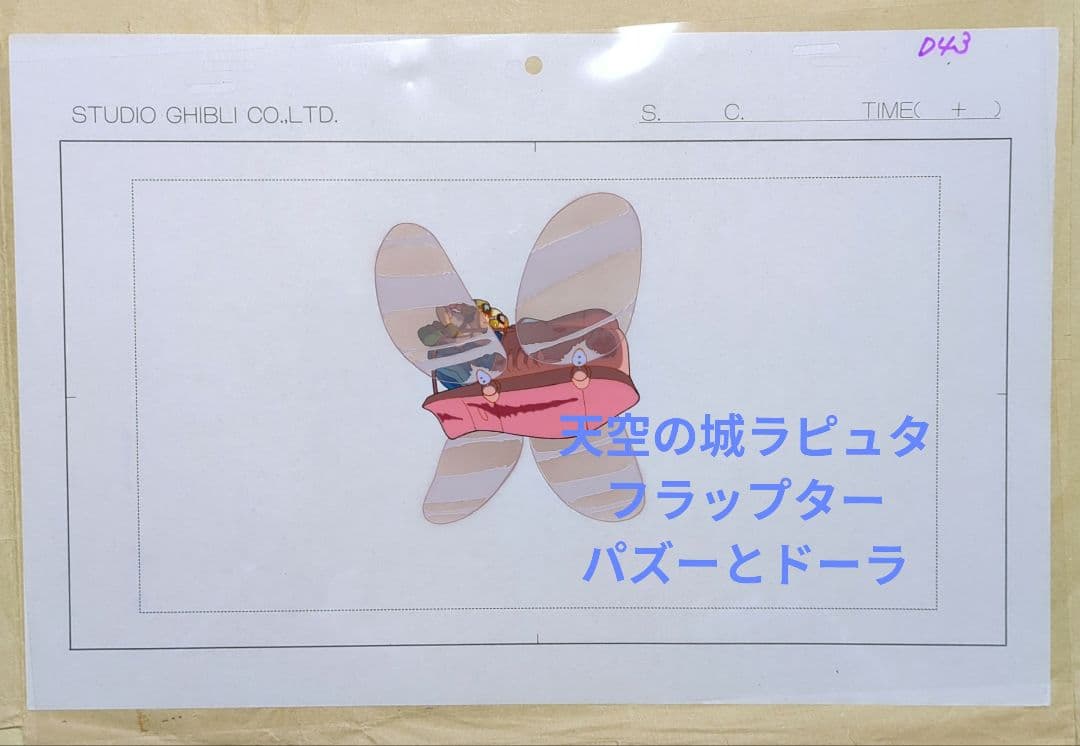 D43
STUDIO GHIBLI CO.,LTD.
S. C. TIME( + )
天空の城ラピュタ
フラップター
パズーとドーラ